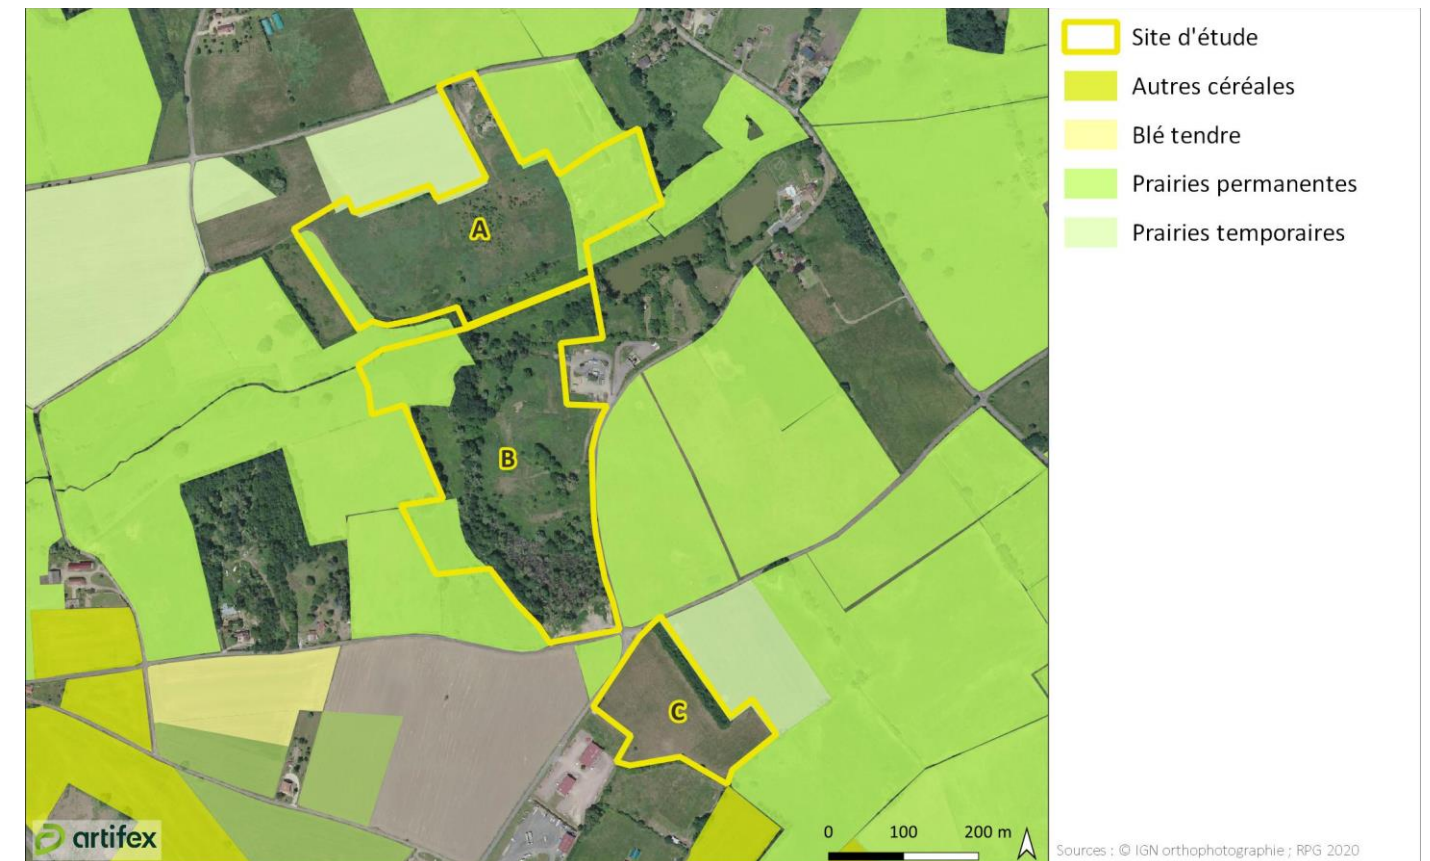 Site d'étude
Autres céréales
Blé tendre
Prairies permanentes
Prairies temporaires
A
B
C
artifex
0 100 200 m
Sources : © IGN orthophotographie ; RPG 2020